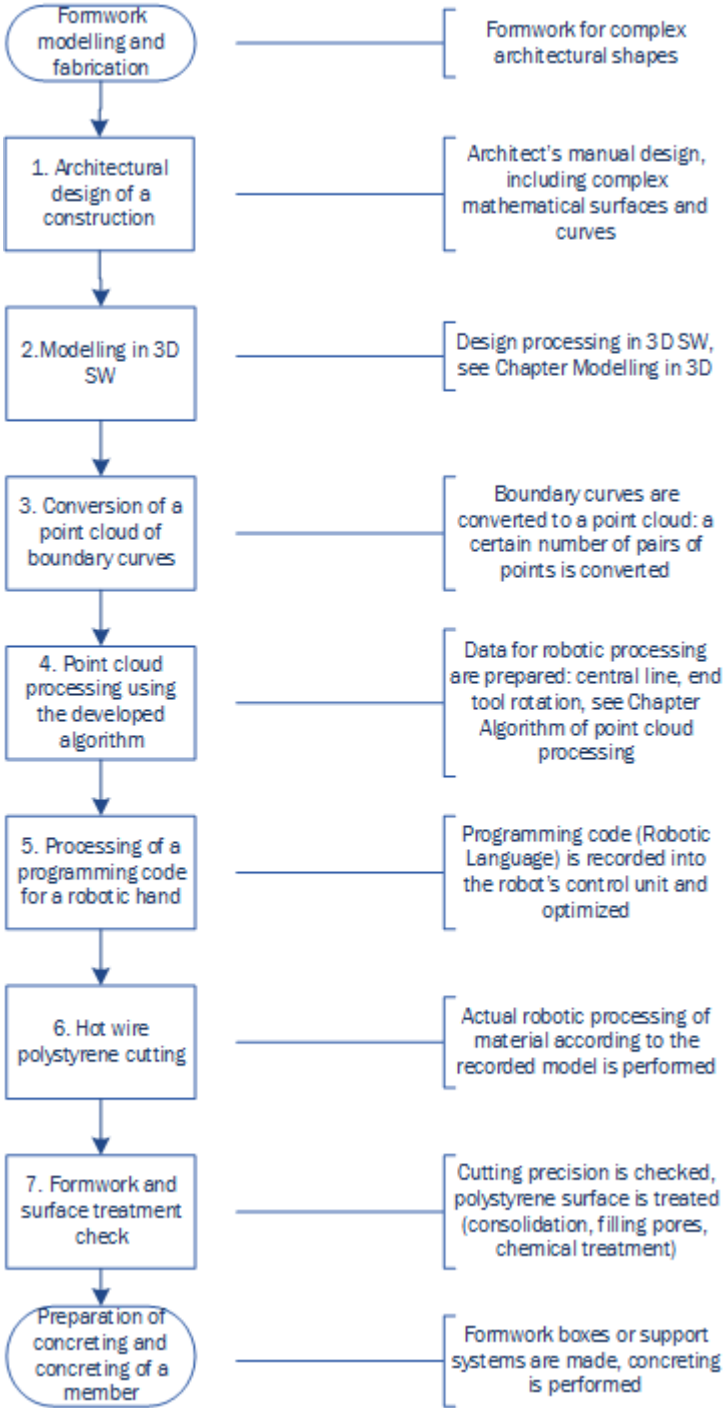 Formwork
modelling and
fabrication
Formwork for complex
architectural shapes
1. Architectural
design of a
construction
Architect's manual design,
including complex
mathematical surfaces and
curves
2.Modelling in 3D
SW
Design processing in 3D SW,
see Chapter Modelling in 3D
3. Conversion of a
point cloud of
boundary curves
Boundary curves are
converted to a point cloud: a
certain number of pairs of
points is converted
4. Point cloud
processing using
the developed
algorithm
Data for robotic processing
are prepared: central line, end
tool rotation, see Chapter
Algorithm of point cloud
processing
5. Processing of a
programming code
for a robotic hand
Programming code (Robotic
Language) is recorded into
the robot's control unit and
optimized
6. Hot wire
polystyrene cutting
Actual robotic processing of
material according to the
recorded model is performed
7. Formwork and
surface treatment
check
Cutting precision is checked,
polystyrene surface is treated
(consolidation, filling pores,
chemical treatment)
Preparation of
concreting and
concreting of a
member
Formwork boxes or support
systems are made, concreting
is performed